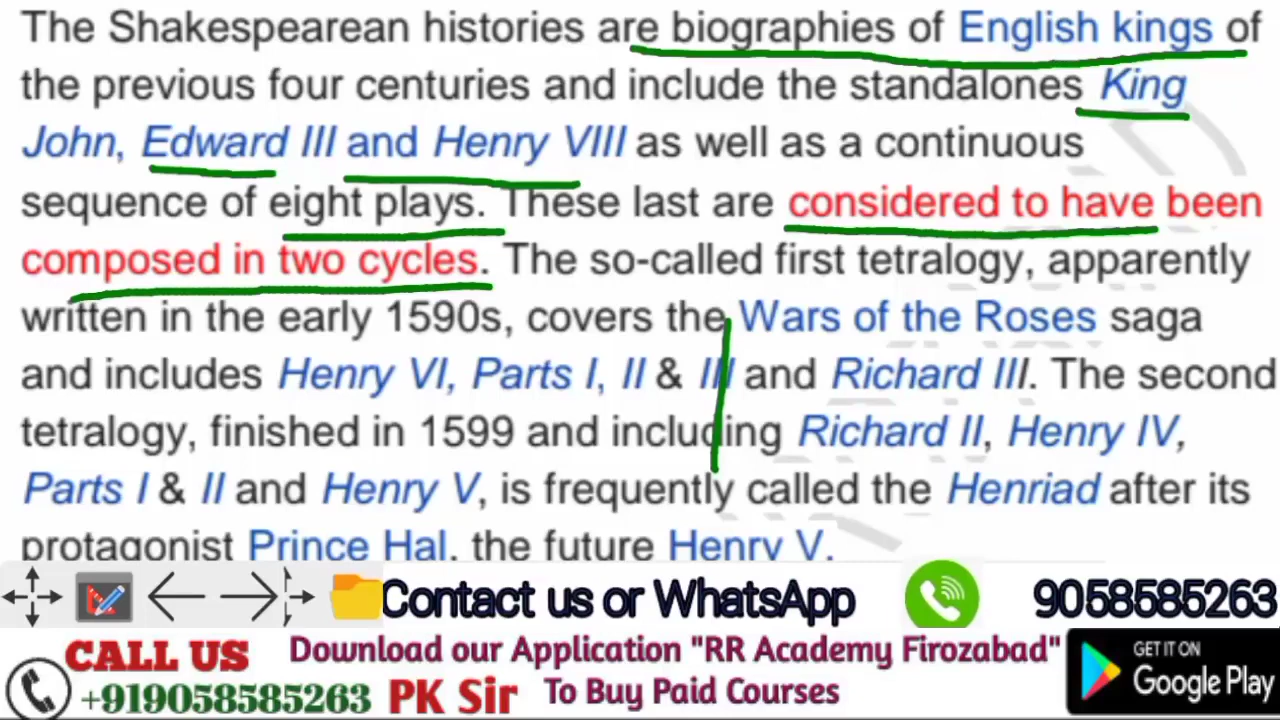 The Shakespearean histories are biographies of English kings of
the previous four centuries and include the standalones King
John, Edward III and Henry VIII as well as a continuous
sequence of eight plays. These last are considered to have been
composed in two cycles. The so-called first tetralogy, apparently
written in the early 1590s, covers the Wars of the Roses saga
and includes Henry VI, Parts I, II & III and Richard III. The second
tetralogy, finished in 1599 and including Richard II, Henry IV,
Parts I & II and Henry V, is frequently called the Henriad after its
protagonist Prince Hal, the future Henry V.
Contact us or WhatsApp 9058585263
CALL US Download our Application "RR Academy Firozabad" GET IT ON
+919058585263 PK Sir To Buy Paid Courses Google Play